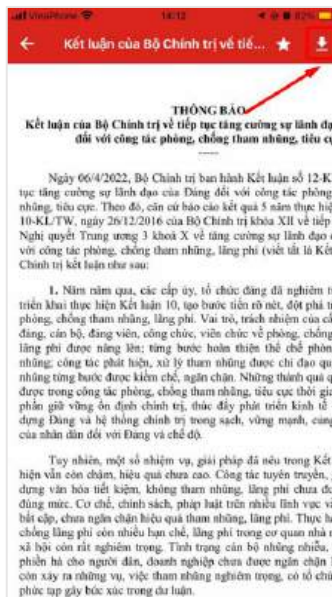 VinaPhone 14:12 82%
Kết luận của Bộ Chính trị về tiế...
THÔNG BÁO
Kết luận của Bộ Chính trị về tiếp tục tăng cường sự lãnh đạ
đối với công tác phòng, chống tham nhũng, tiêu cự
-----
Ngày 06/4/2022, Bộ Chính trị ban hành Kết luận số 12-K
tục tăng cường sự lãnh đạo của Đảng đối với công tác phòng
nhũng, tiêu cực. Theo đó, căn cứ báo cáo kết quả 5 năm thực hiệ
10-KL/TW, ngày 26/12/2016 của Bộ Chính trị khóa XII về tiếp
Nghị quyết Trung ương 3 khoá X về tăng cường sự lãnh đạo
với công tác phòng, chống tham nhũng, lãng phí (viết tắt là Kết
Chính trị kết luận như sau:
1. Năm năm qua, các cấp ủy, tổ chức đảng đã nghiêm t
triển khai thực hiện Kết luận 10, tạo bước tiến rõ nét, đột phá tr
phòng, chống tham nhũng, lãng phí. Vai trò, trách nhiệm của cấ
đảng, cán bộ, đảng viên, công chức, viên chức về phòng, chống
lãng phí được nâng lên; từng bước hoàn thiện thể chế phòn
nhũng; công tác phát hiện, xử lý tham nhũng được chỉ đạo quy
nhũng từng bước được kiềm chế, ngăn chặn. Những thành quả q
được trong công tác phòng, chống tham nhũng, tiêu cực thời gia
phần giữ vững ổn định chính trị, thúc đẩy phát triển kinh tế
dựng Đảng và hệ thống chính trị trong sạch, vững mạnh, củng
của nhân dân đối với Đảng và chế độ.
Tuy nhiên, một số nhiệm vụ, giải pháp đã nêu trong Kết
hiện vẫn còn chậm, hiệu quả chưa cao. Công tác tuyên truyền,
dựng văn hóa tiết kiệm, không tham nhũng, lãng phí chưa đư
đúng mức. Cơ chế, chính sách, pháp luật trên nhiều lĩnh vực v
bất cập, chưa ngăn chặn hiệu quả tham nhũng, lãng phí. Thực h
chống lãng phí còn nhiều hạn chế, lãng phí trong cơ quan nhà n
xã hội còn rất nghiêm trọng. Tình trạng cán bộ nhũng nhiễu,
phiền hà cho người dân, doanh nghiệp chưa được ngăn chặn
còn xảy ra những vụ, việc tham nhũng nghiêm trọng, có tổ chứ
phức tạp gây bức xúc trong dư luận.